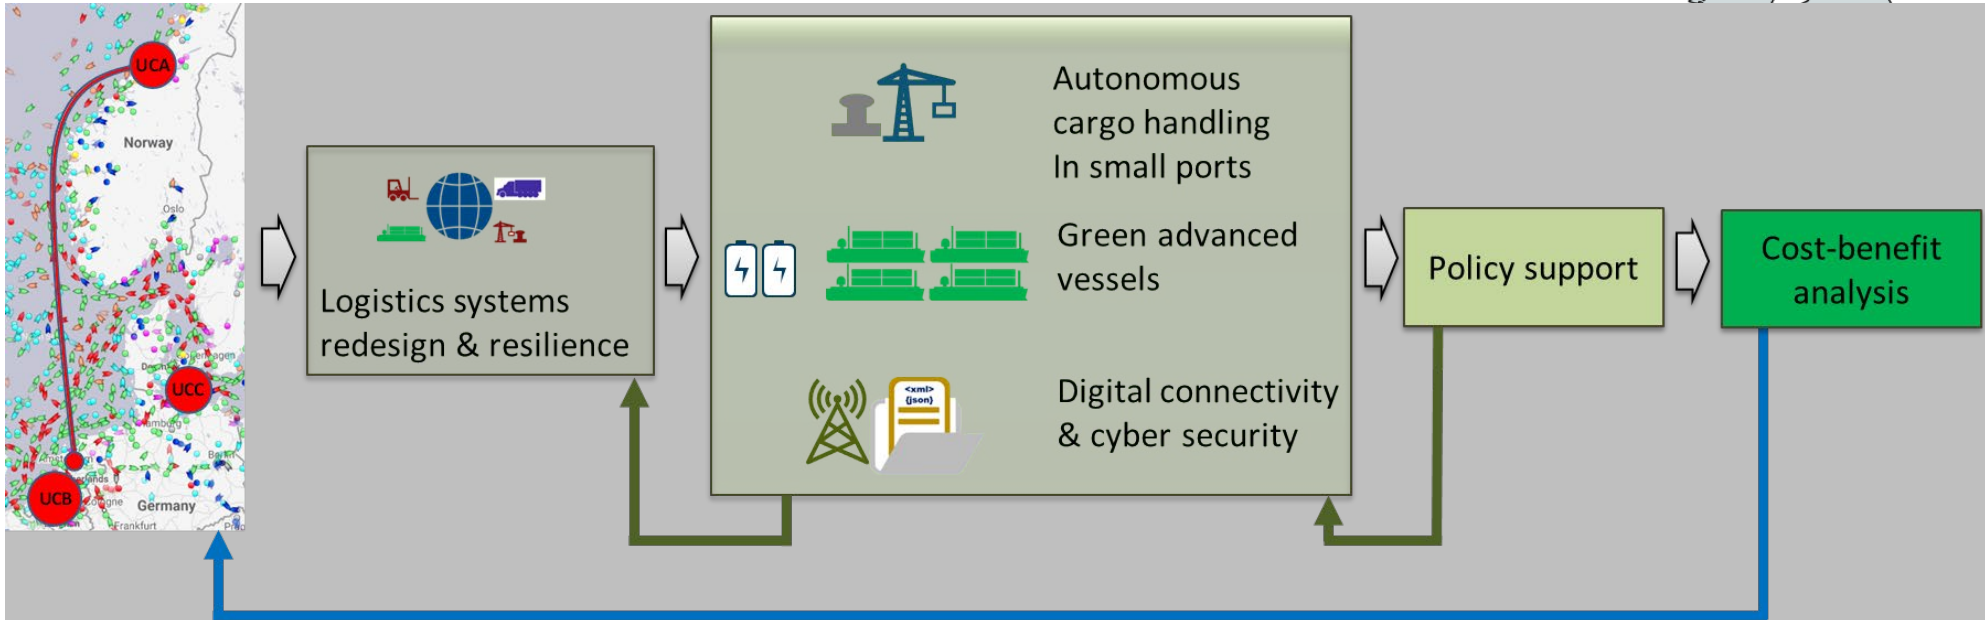 UCA
Norway
Oslo
UCC
UCB
Germany
Frankfurt
Logistics systems
redesign & resilience
Autonomous
cargo handling
In small ports
Green advanced
vessels
<xml>
{json}
Digital connectivity
& cyber security
Policy support
Cost-benefit
analysis